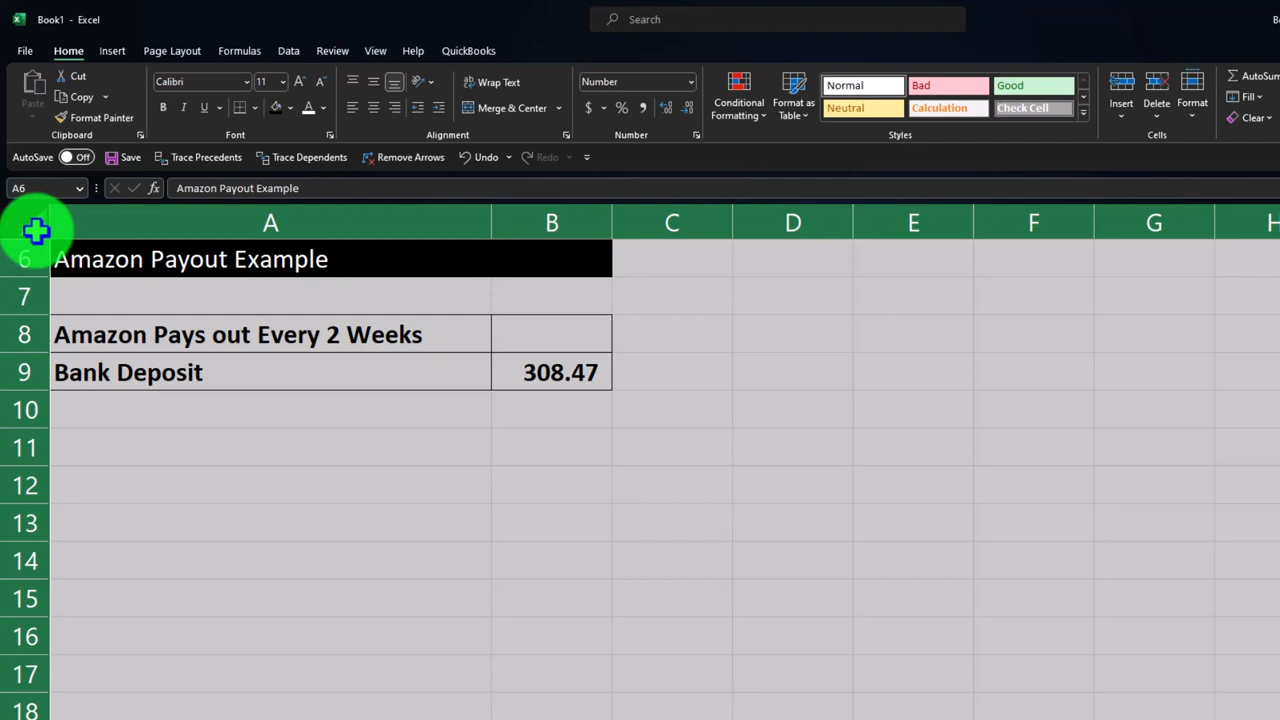 Book1 - Excel
Search
File Home Insert Page Layout Formulas Data Review View Help QuickBooks
Paste
Cut
Copy
Format Painter
Clipboard
Calibri 11
B I U
Font
Wrap Text
Merge & Center
Alignment
Number
$ %
Number
Conditional Formatting
Format as Table
Normal Bad Good
Neutral Calculation Check Cell
Styles
Insert Delete Format
Cells
AutoSum
Fill
Clear
AutoSave Off Save Trace Precedents Trace Dependents Remove Arrows Undo Redo
A6 fx Amazon Payout Example
A B C D E F G H
6 Amazon Payout Example
7
8 Amazon Pays out Every 2 Weeks
9 Bank Deposit 308.47
10
11
12
13
14
15
16
17
18